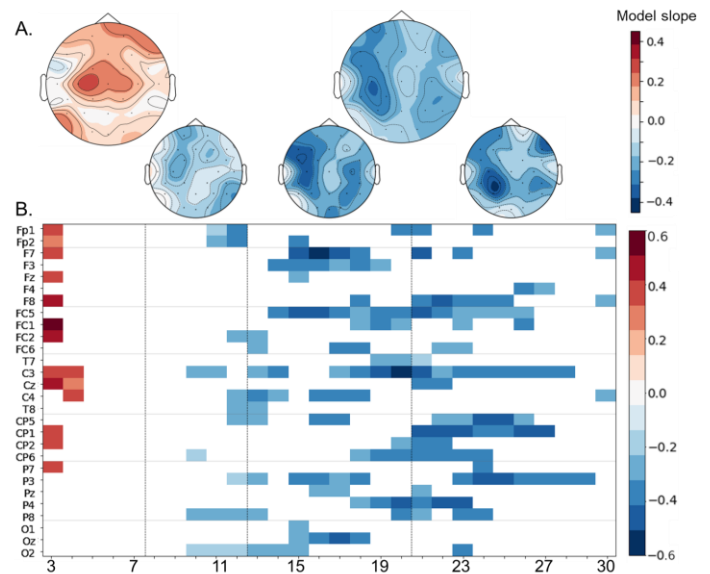 Model slope
A.
0.4
0.2
0.0
−0.2
−0.4
B.
Fp1
Fp2
F7
F3
Fz
F4
F8
FC5
FC1
FC2
FC6
T7
C3
Cz
C4
T8
CP5
CP1
CP2
CP6
P7
P3
Pz
P4
P8
O1
Oz
O2
0.6
0.4
0.2
0.0
−0.2
−0.4
−0.6
3 7 11 15 19 23 27 30